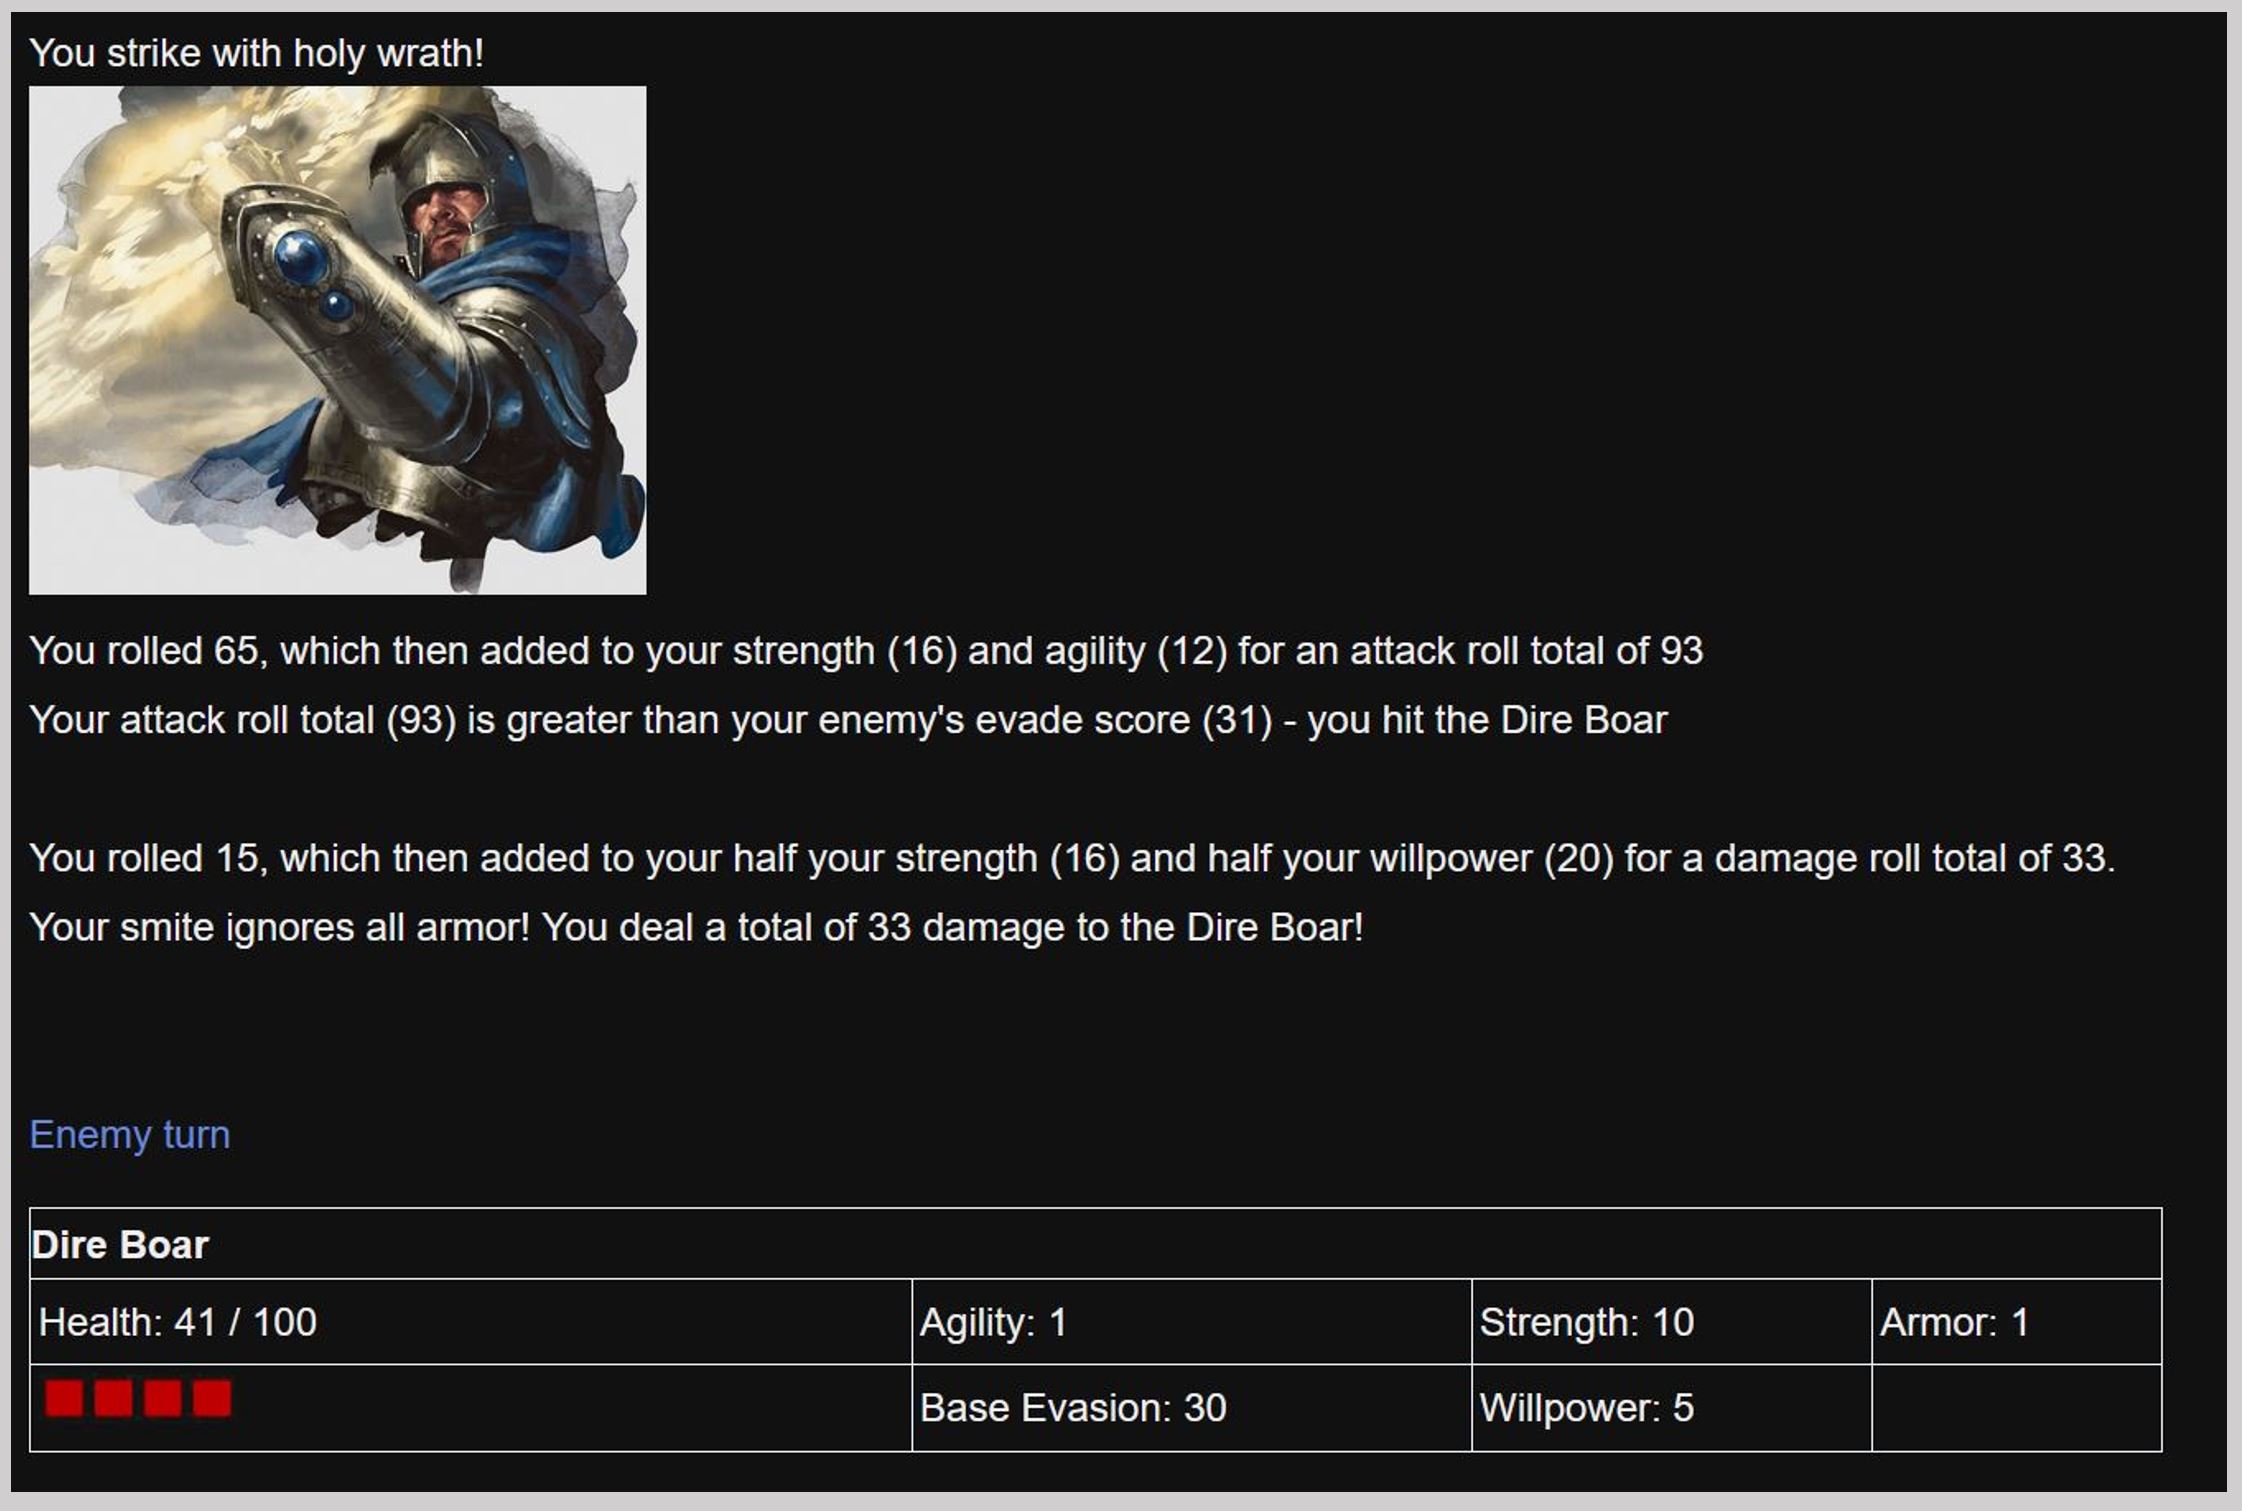 You strike with holy wrath!
You rolled 65, which then added to your strength (16) and agility (12) for an attack roll total of 93
Your attack roll total (93) is greater than your enemy's evade score (31) - you hit the Dire Boar
You rolled 15, which then added to your half your strength (16) and half your willpower (20) for a damage roll total of 33.
Your smite ignores all armor! You deal a total of 33 damage to the Dire Boar!
Enemy turn
Dire Boar
Health: 41 / 100 Agility: 1 Strength: 10 Armor: 1
Base Evasion: 30 Willpower: 5